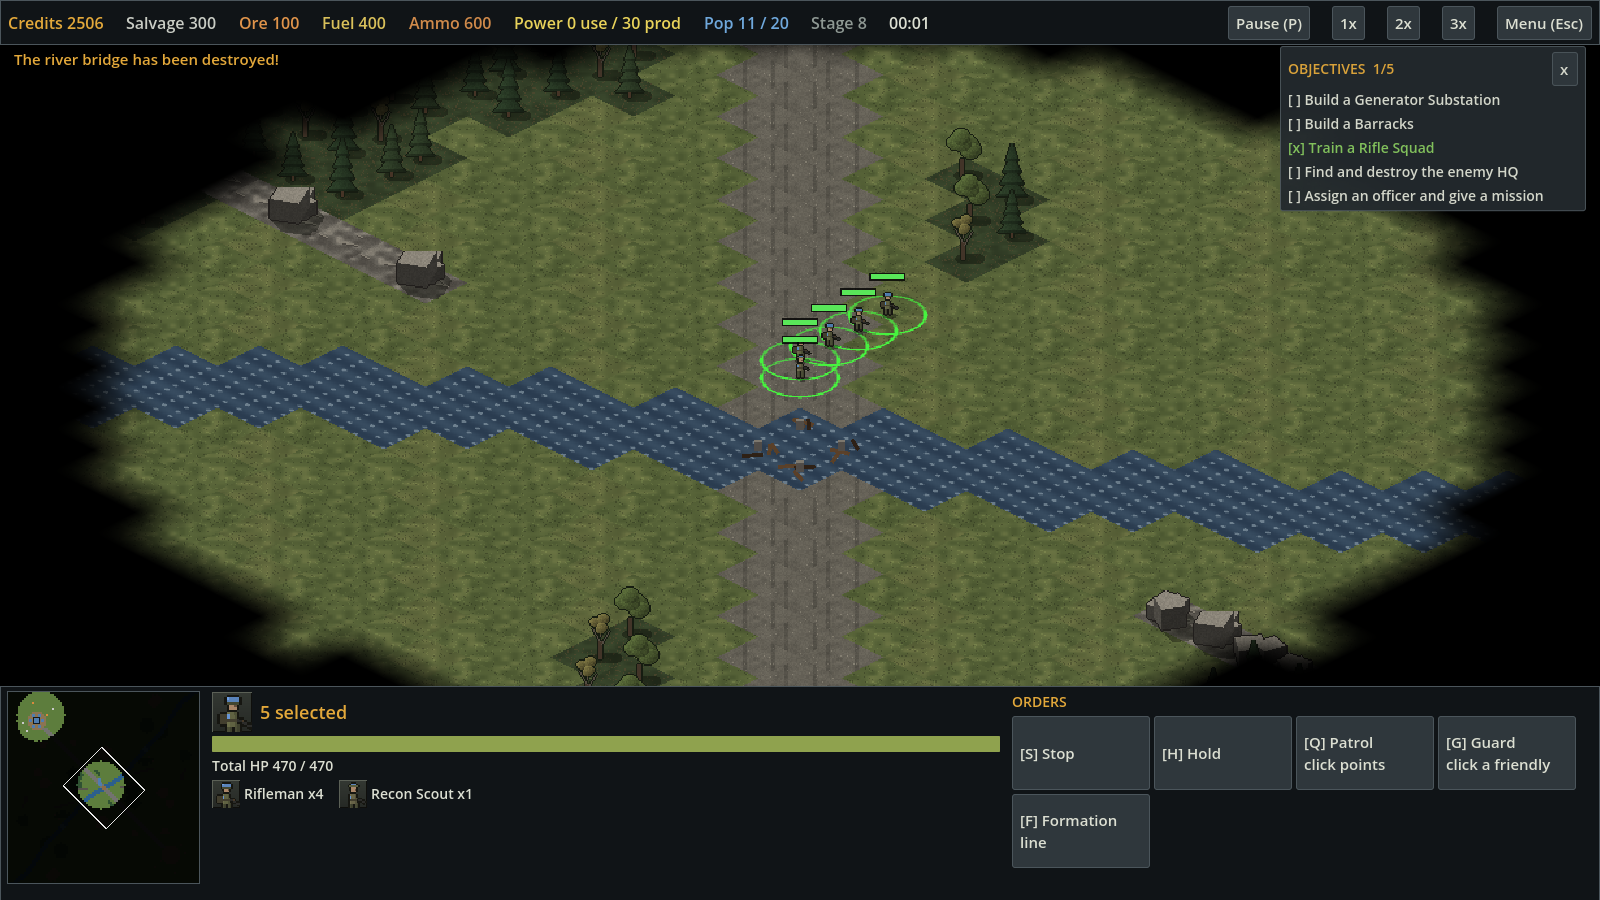 Credits 2506 Salvage 300 Ore 100 Fuel 400 Ammo 600 Power 0 use / 30 prod Pop 11 / 20 Stage 8 00:01 Pause (P) 1x 2x 3x Menu (Esc)
The river bridge has been destroyed!
OBJECTIVES 1/5 x
[ ] Build a Generator Substation
[ ] Build a Barracks
[x] Train a Rifle Squad
[ ] Find and destroy the enemy HQ
[ ] Assign an officer and give a mission
5 selected
Total HP 470 / 470
Rifleman x4 Recon Scout x1
ORDERS
[S] Stop
[H] Hold
[Q] Patrol
click points
[G] Guard
click a friendly
[F] Formation
line